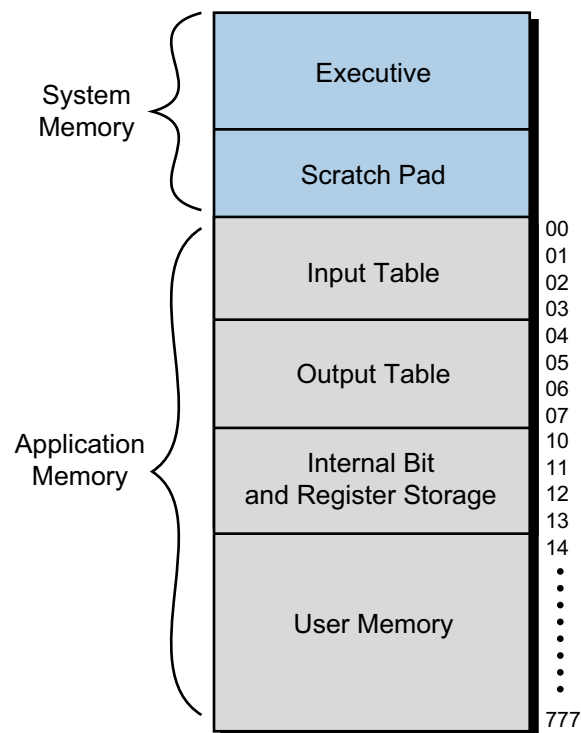 System
Memory
Executive
Scratch Pad
Application
Memory
Input Table
Output Table
Internal Bit
and Register Storage
User Memory
00
01
02
03
04
05
06
07
10
11
12
13
14
777